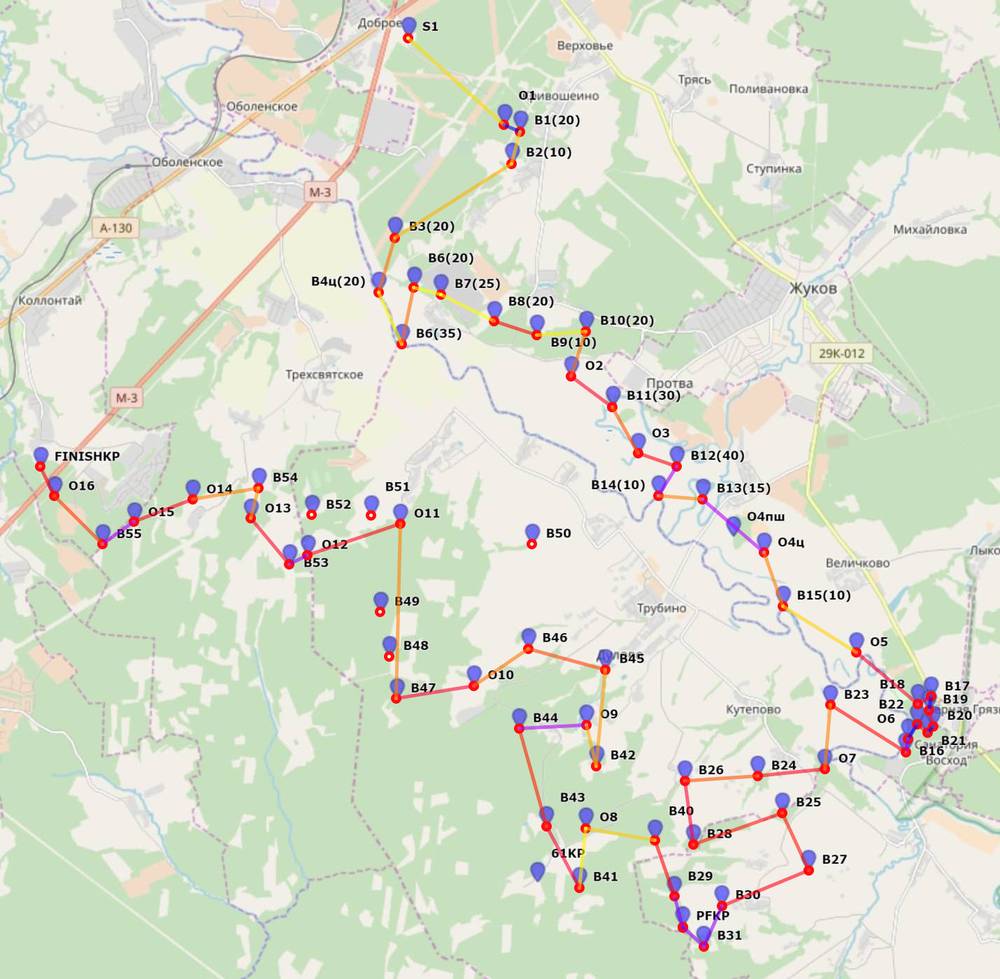 Доброе
S1
Верховье
Трясь
Поливановка
O1
ривошеино
Оболенское
B1(20)
B2(10)
Оболенское
Ступинка
М-3
А-130
B3(20)
Михайловка
B6(20)
B4ц(20)
B7(25)
Жуков
Коллонтай
B8(20)
B10(20)
B6(35)
B9(10)
29К-012
O2
Трехсвятское
Протва
М-3
B11(30)
O3
FINISHKP
B12(40)
B54
O16
B51
B14(10)
B13(15)
O14
B52
O13
O15
O11
O4пш
B55
B50
O4ц
O12
Лыко
B53
Величково
B15(10)
B49
Трубино
B46
O5
B48
B45
O10
B18
B17
B47
B23
B22
B19
Кутепово
рная Грязь
B44
O9
O6
B20
B21
Санатория
Восход
B16
B42
O7
B26
B24
B43
B25
O8
B40
B28
61KP
B27
B41
B29
B30
PFKP
B31